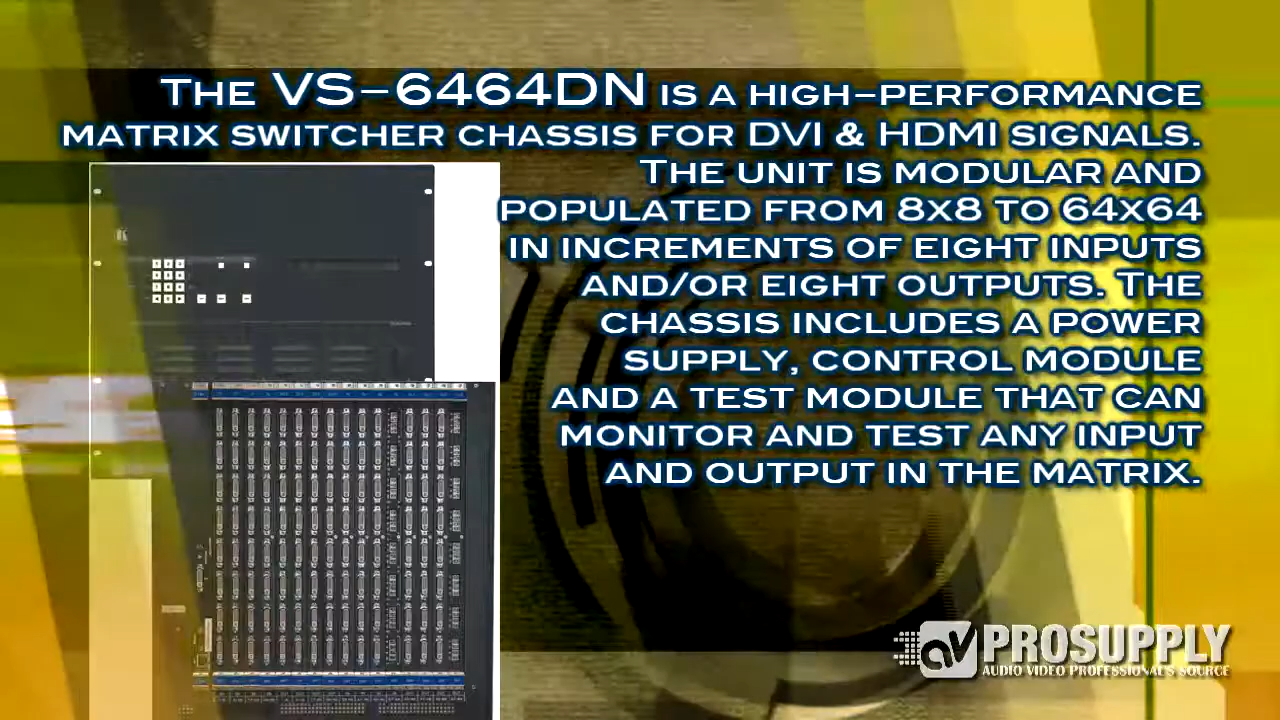 The VS-6464DN is a high-performance
matrix switcher chassis for DVI & HDMI signals.
The unit is modular and
populated from 8x8 to 64x64
in increments of eight inputs
and/or eight outputs. The
chassis includes a power
supply, control module
and a test module that can
monitor and test any input
and output in the matrix.
AV PROSUPPLY
AUDIO VIDEO PROFESSIONAL'S SOURCE